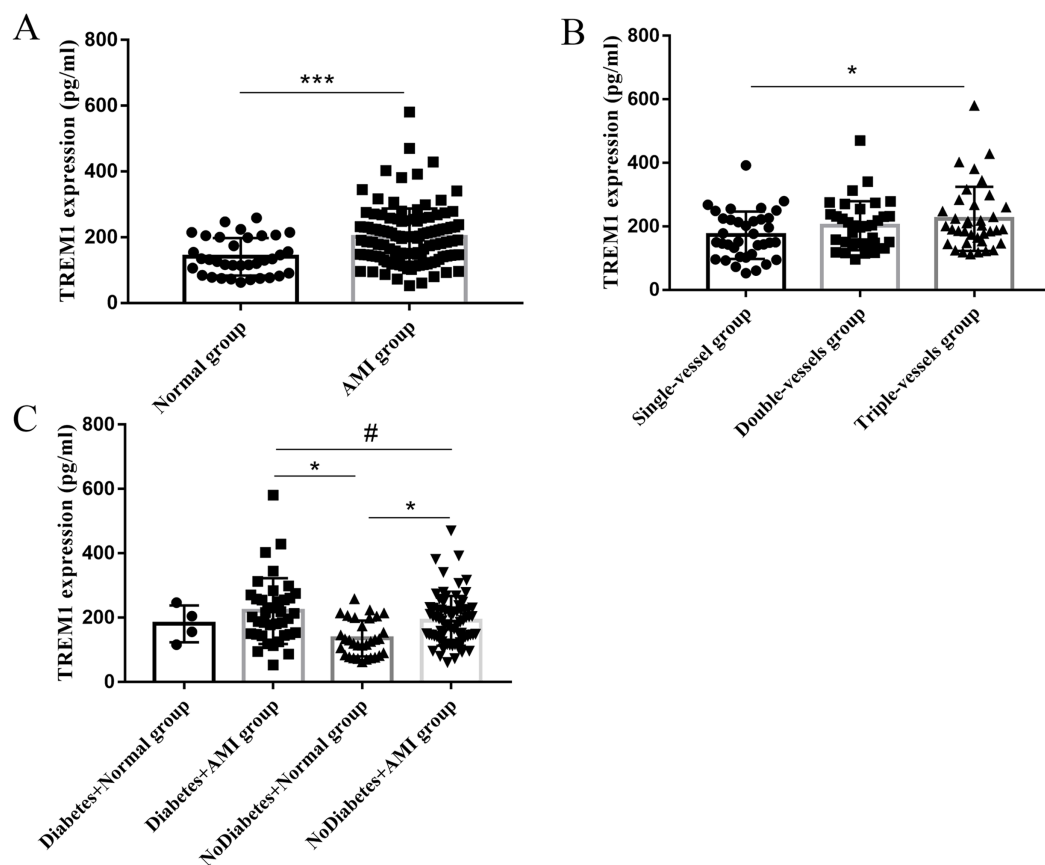 A
TREM1 expression (pg/ml)
800
600
400
200
0
***
Normal group
AMI group
B
TREM1 expression (pg/ml)
800
600
400
200
0
*
Single-vessel group
Double-vessels group
Triple-vessels group
C
TREM1 expression (pg/ml)
800
600
400
200
0
#
*
*
Diabetes+Normal group
Diabetes+AMI group
NoDiabetes+Normal group
NoDiabetes+AMI group